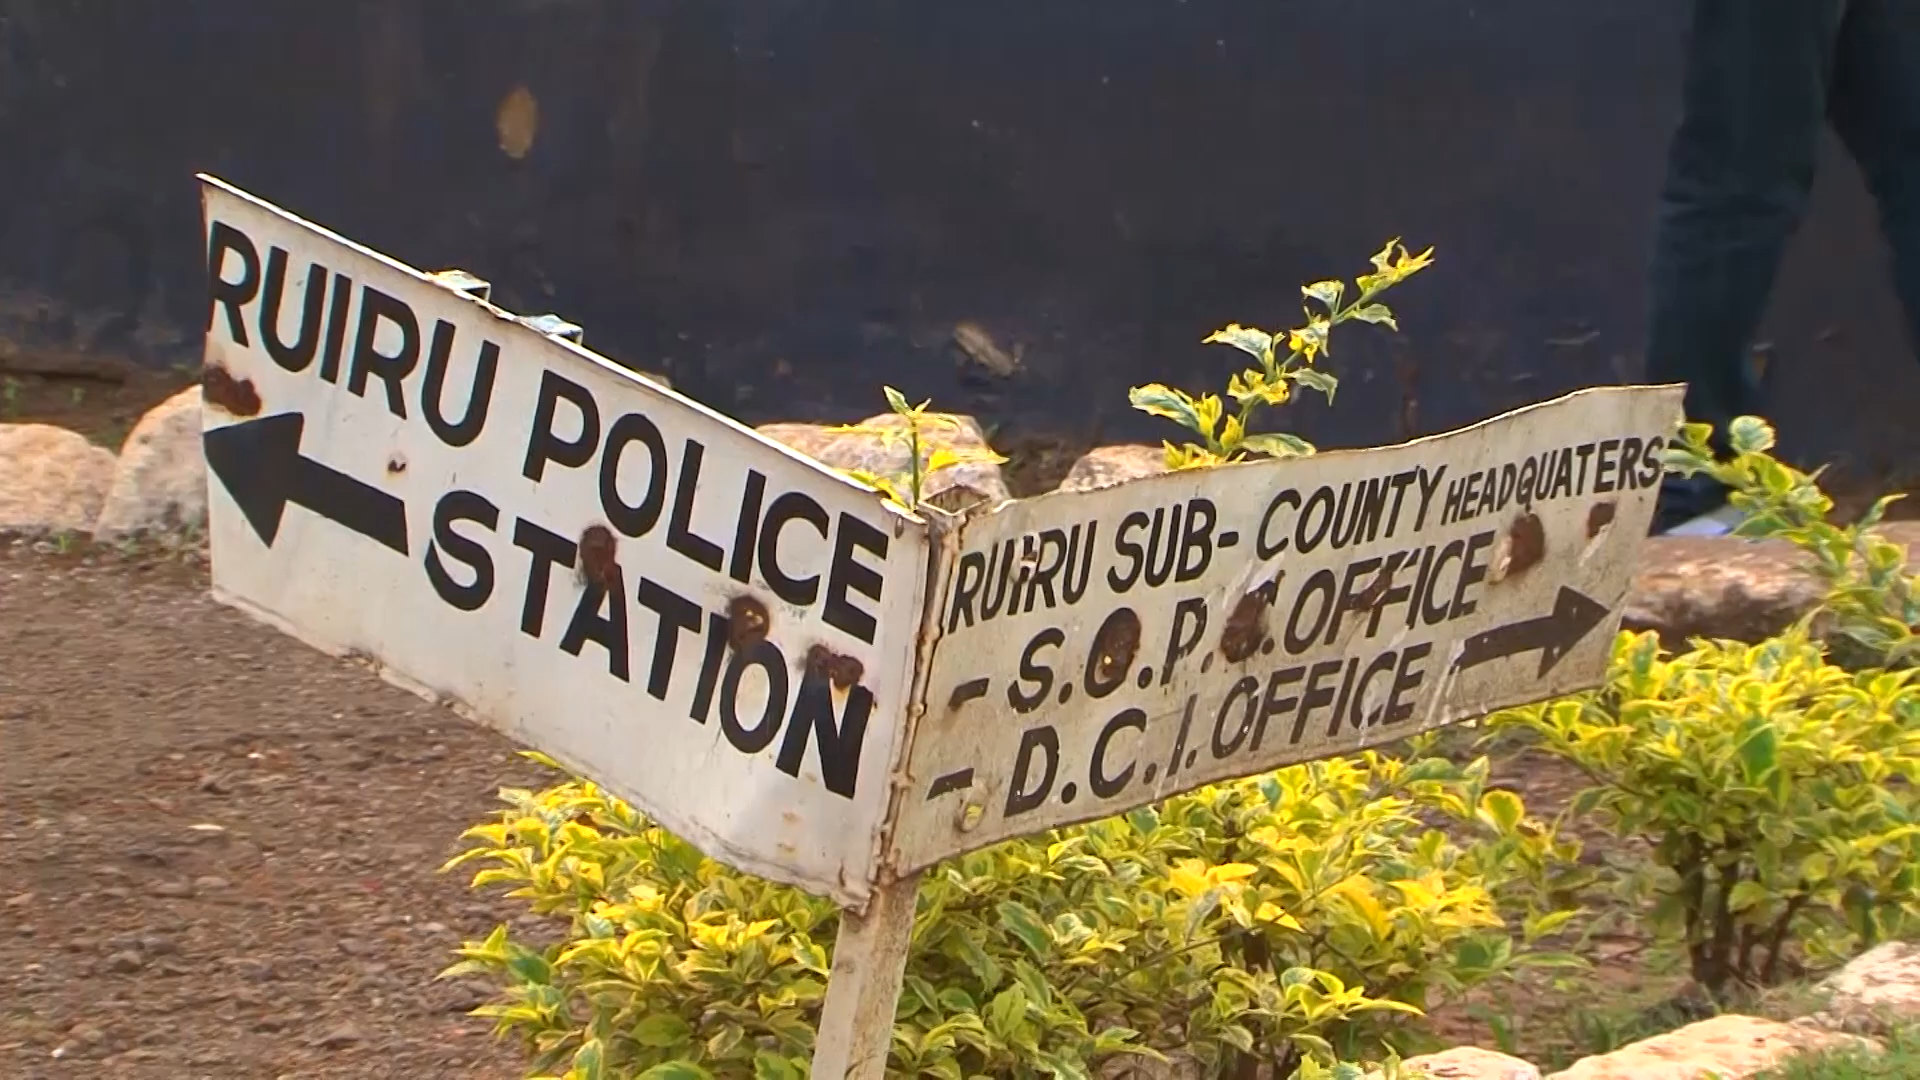 RUIRU POLICE
STATION
RUIRU SUB-COUNTY HEADQUATERS
- S.C.P.C.OFFICE
- D.C.I.OFFICE